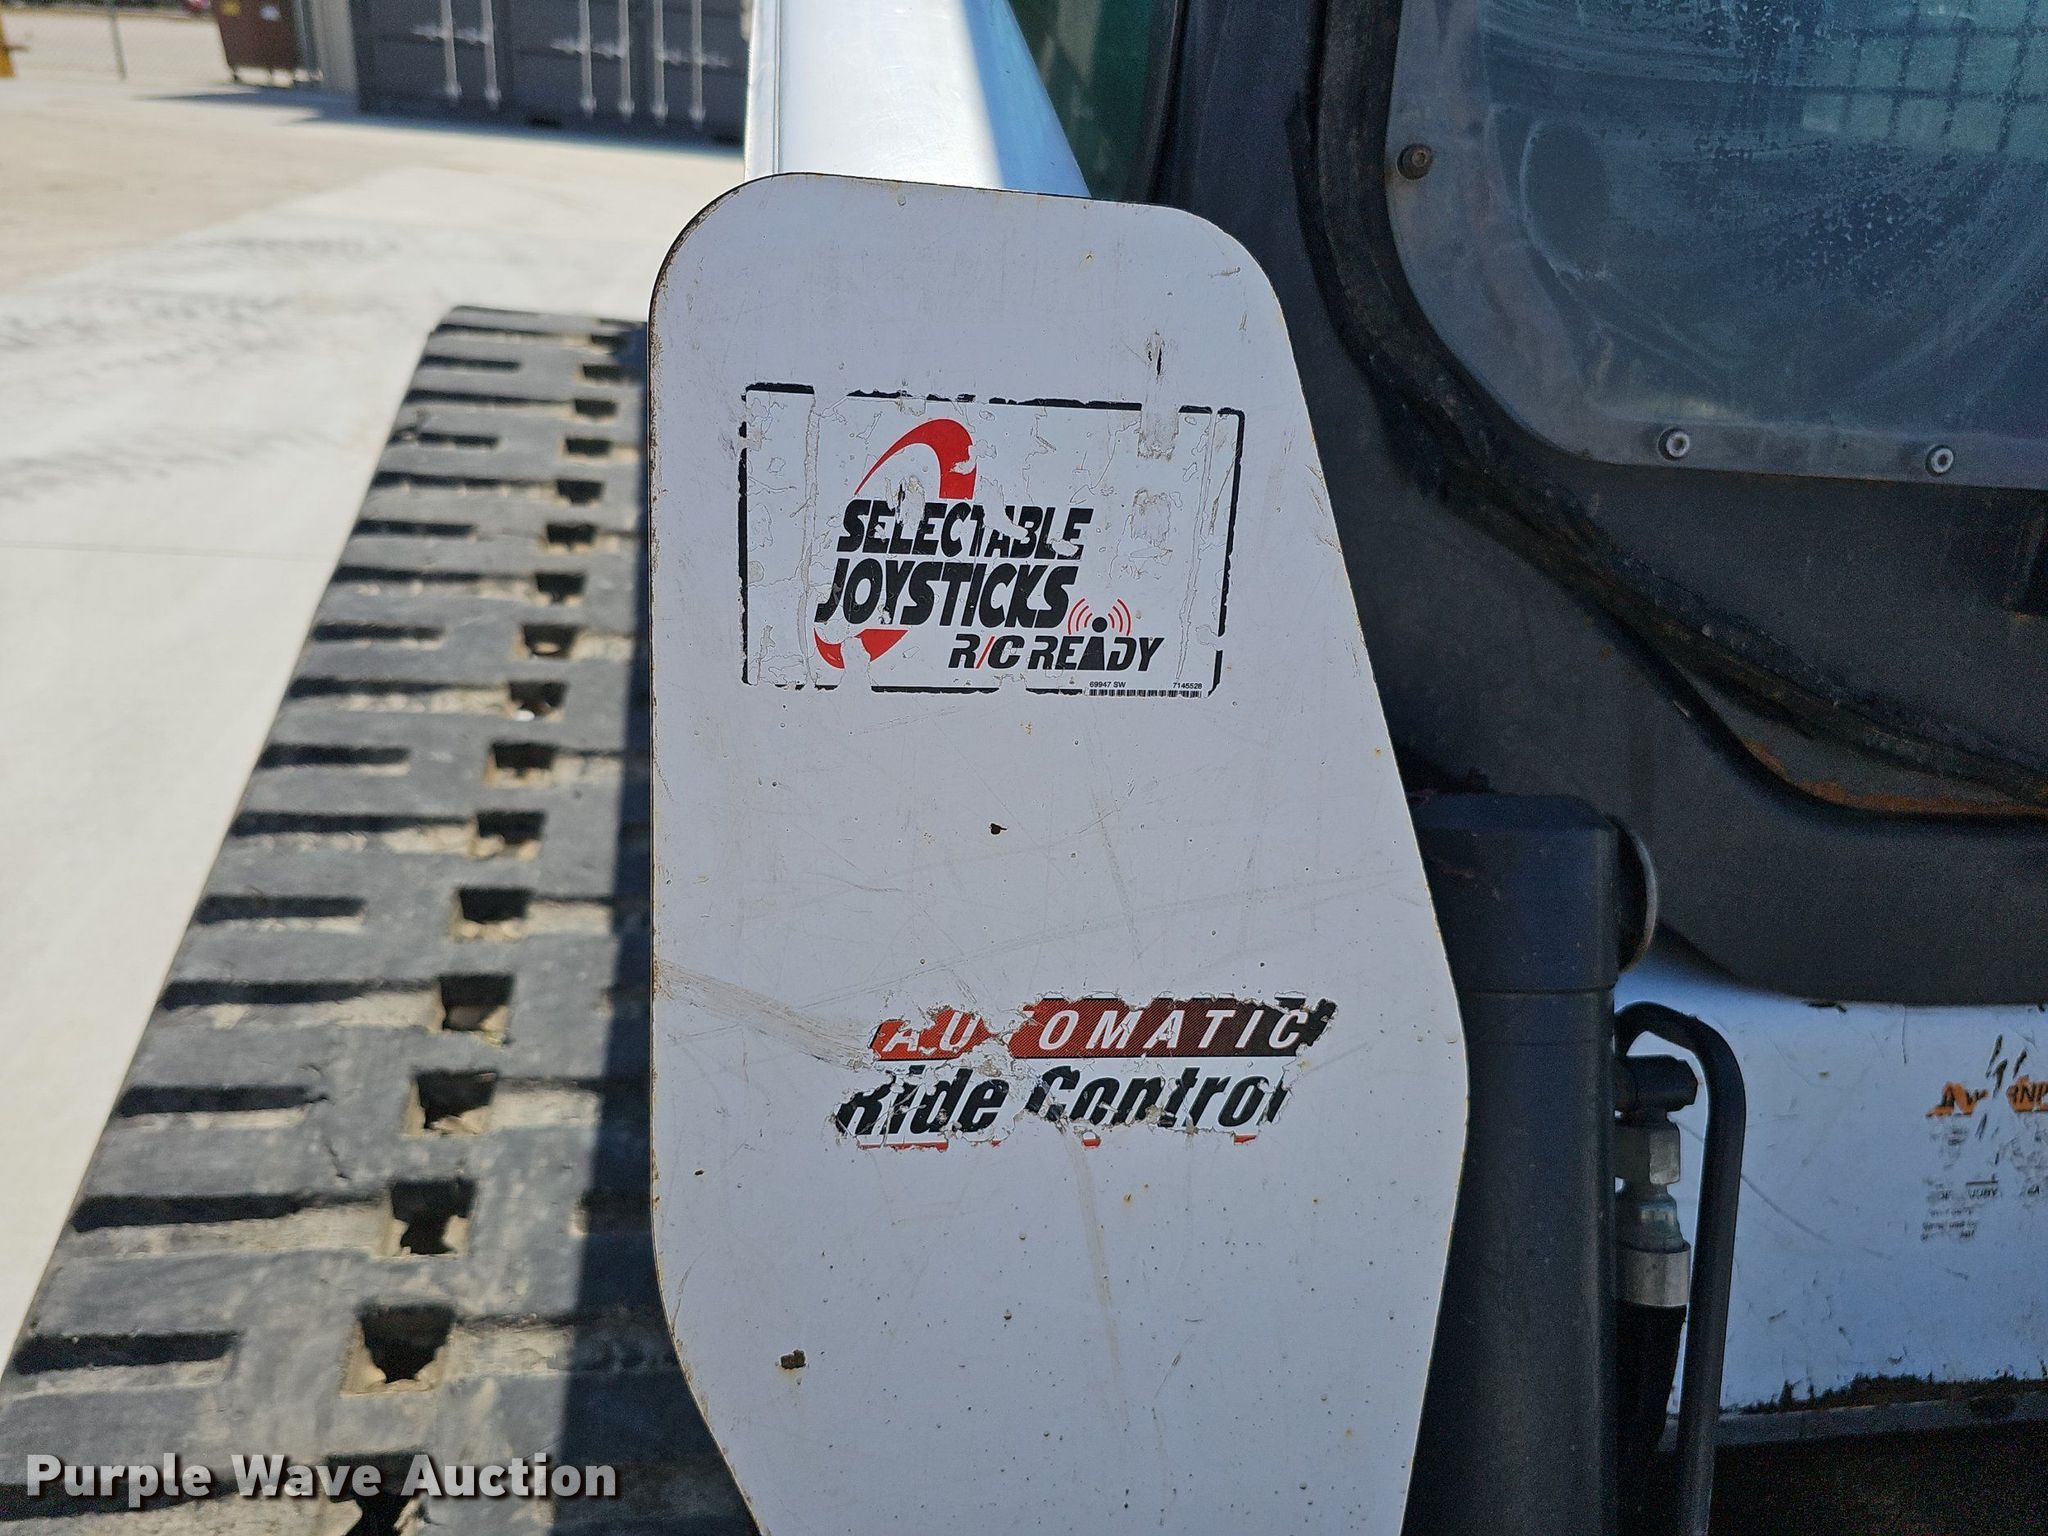 SELECTABLE
JOYSTICKS
R/C READY
69947 SW 7145528
AUTOMATIC
Ride Control
Purple Wave Auction